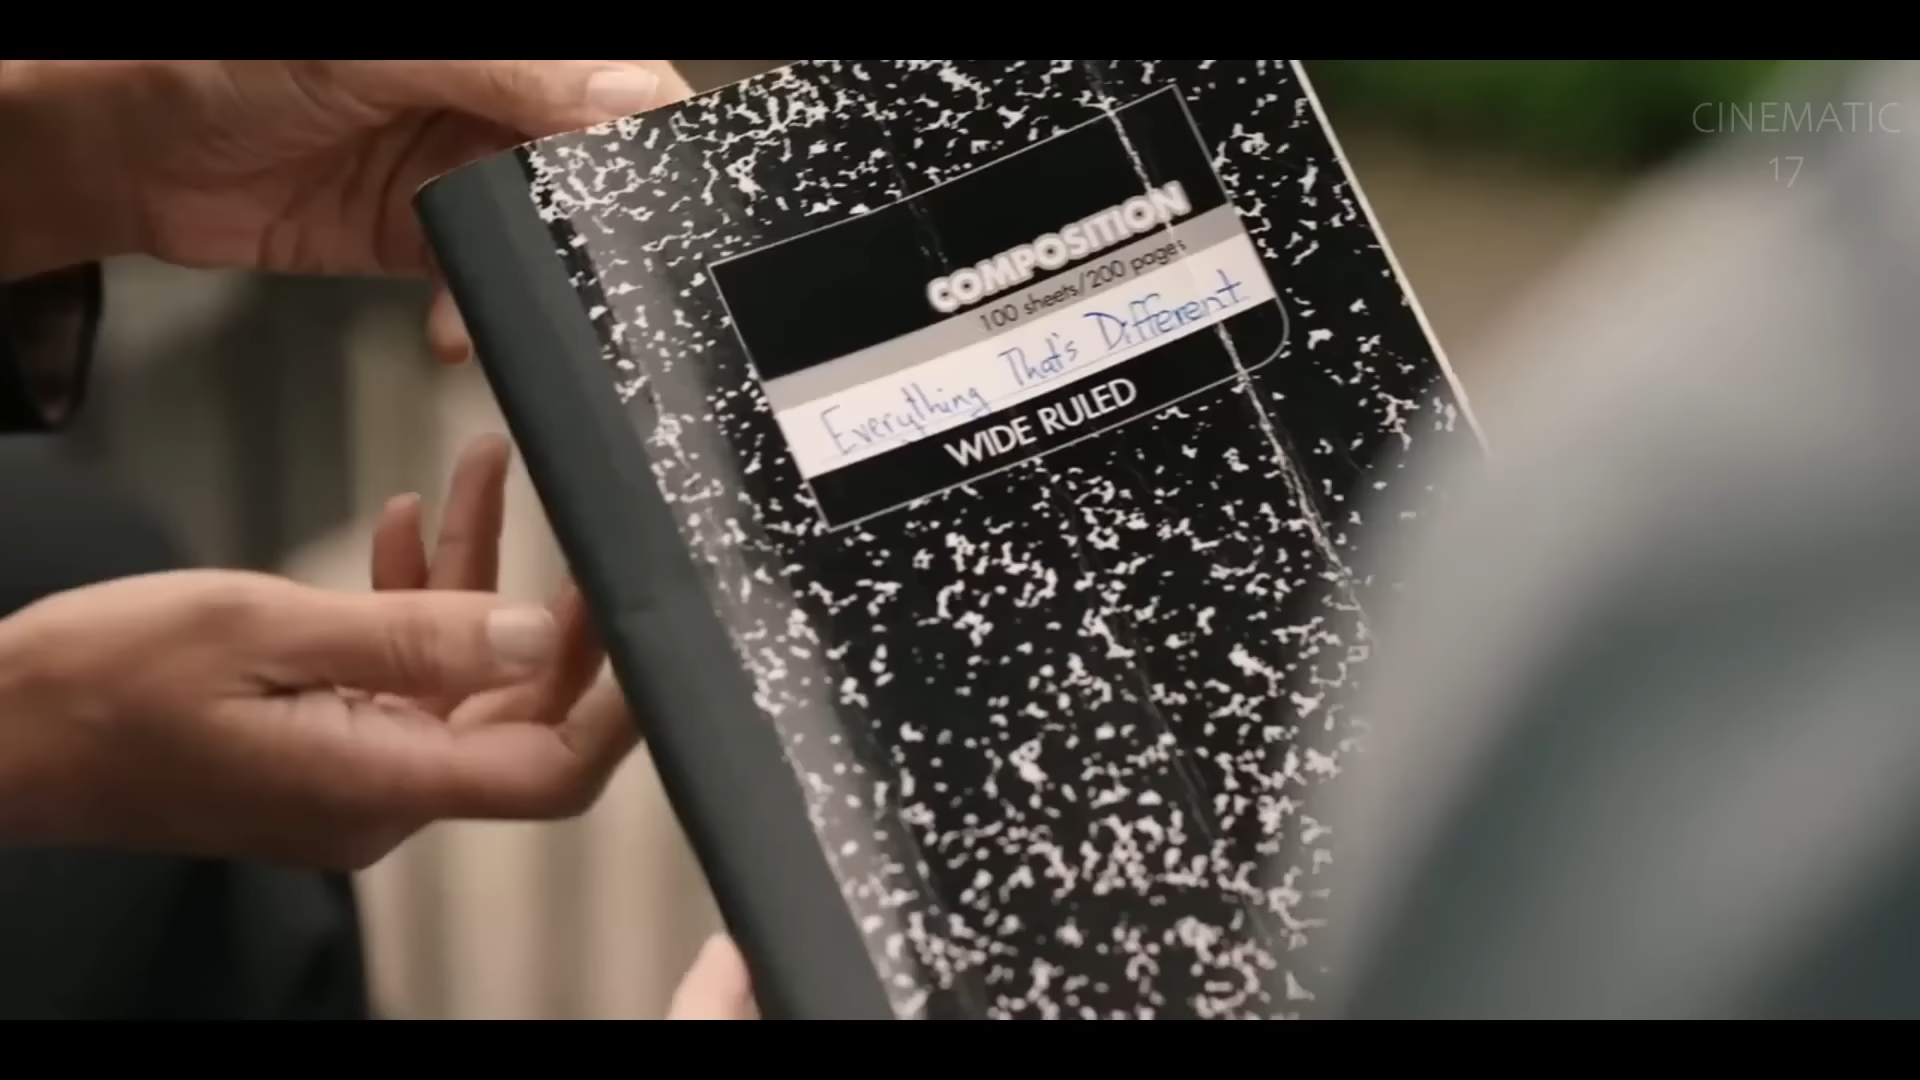 CINEMATIC
17
COMPOSITION
100 sheets/200 pages
Everything That's Different
WIDE RULED